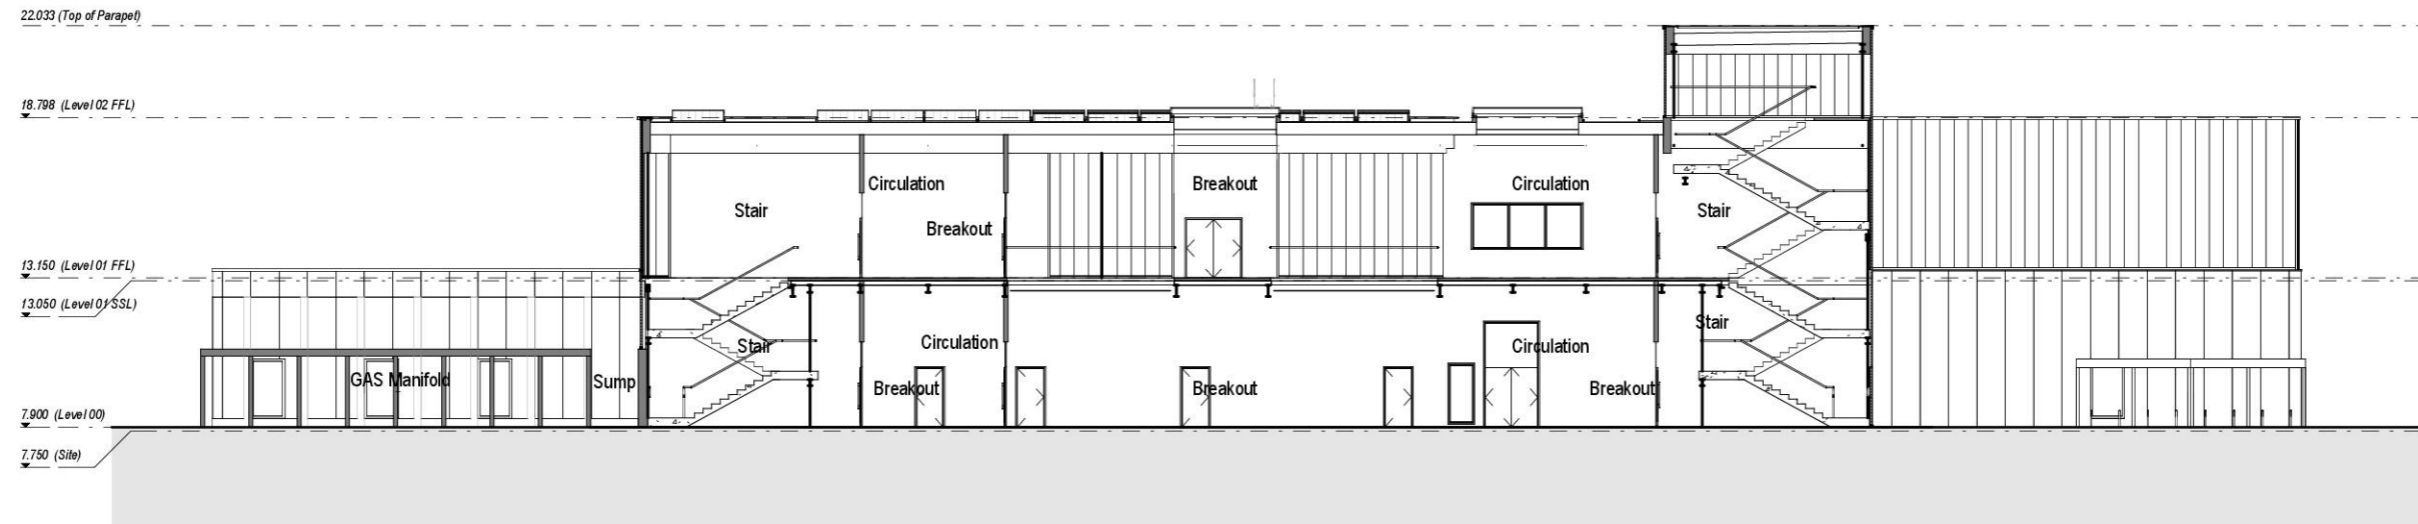 22.033 (Top of Parapet)
18.798 (Level 02 FFL)
Circulation
Breakout
Circulation
Stair
Stair
Breakout
13.150 (Level 01 FFL)
13.050 (Level 01 SSL)
Stair
Stair
Circulation
Circulation
GAS Manifold
Sump
Breakout
Breakout
Breakout
7.900 (Level 00)
7.750 (Site)